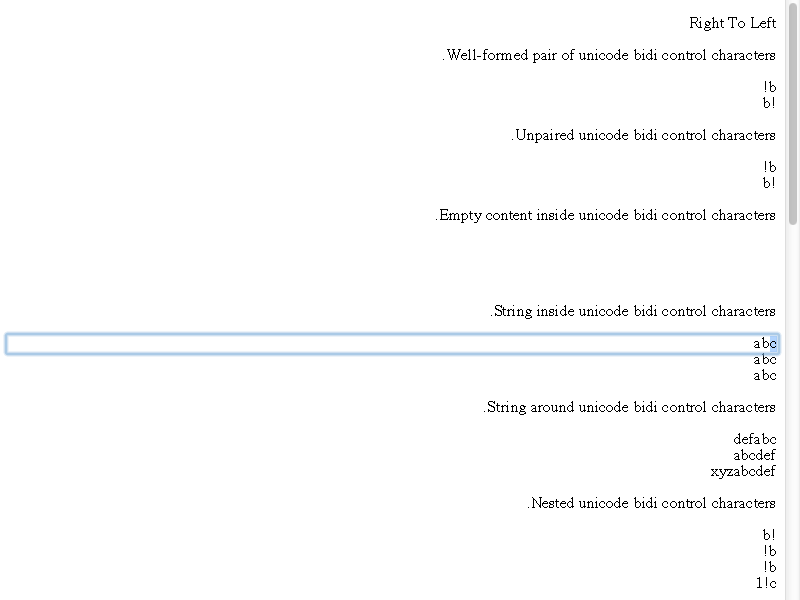 Right To Left
.Well-formed pair of unicode bidi control characters
!b
b!
.Unpaired unicode bidi control characters
!b
b!
.Empty content inside unicode bidi control characters
.String inside unicode bidi control characters
abc
abc
abc
.String around unicode bidi control characters
defabc
abcdef
xyzabcdef
.Nested unicode bidi control characters
b!
!b
!b
1!c